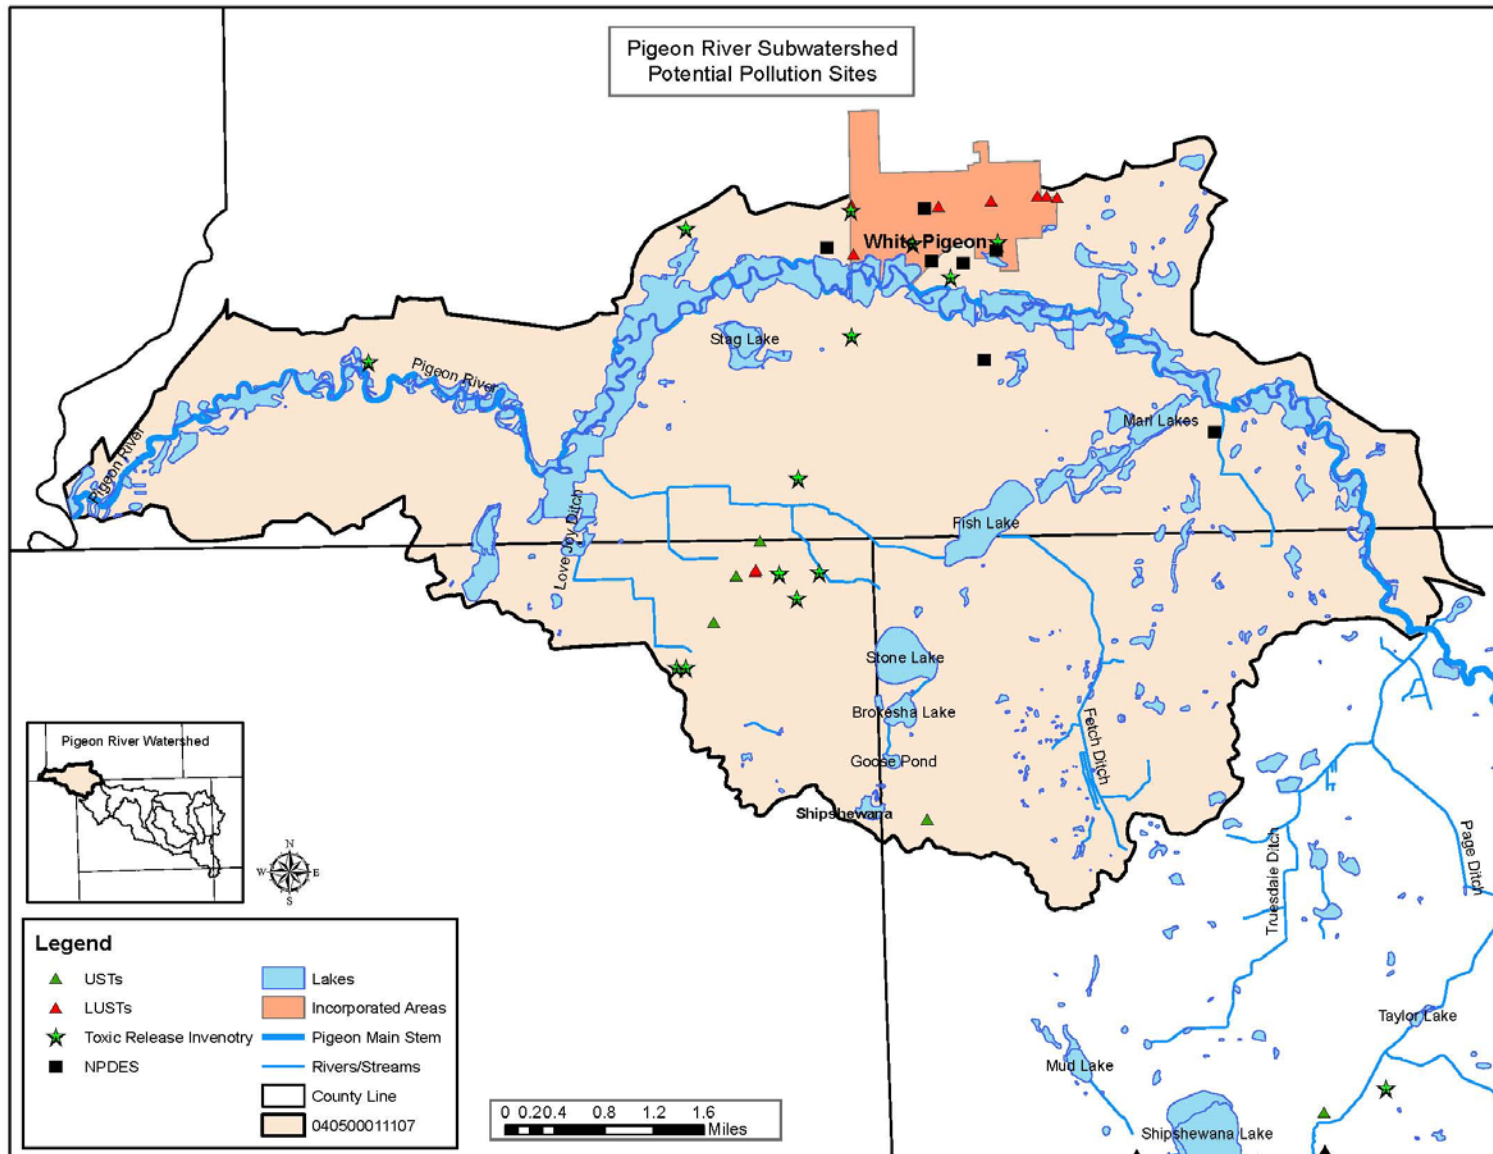 Pigeon River Subwatershed
Potential Pollution Sites
White Pigeon
Stag Lake
Pigeon River
Marl Lakes
Pigeon River
Fish Lake
Love Joy Ditch
Stone Lake
Brokesha Lake
Fetch Ditch
Goose Pond
Shipshewana
Pigeon River Watershed
N
W E
S
Truesdale Ditch
Page Ditch
Legend
USTs
LUSTs
Toxic Release Invenotry
NPDES
Lakes
Incorporated Areas
Pigeon Main Stem
Rivers/Streams
County Line
040500011107
0 0.20.4 0.8 1.2 1.6
Miles
Taylor Lake
Mud Lake
Shipshewana Lake